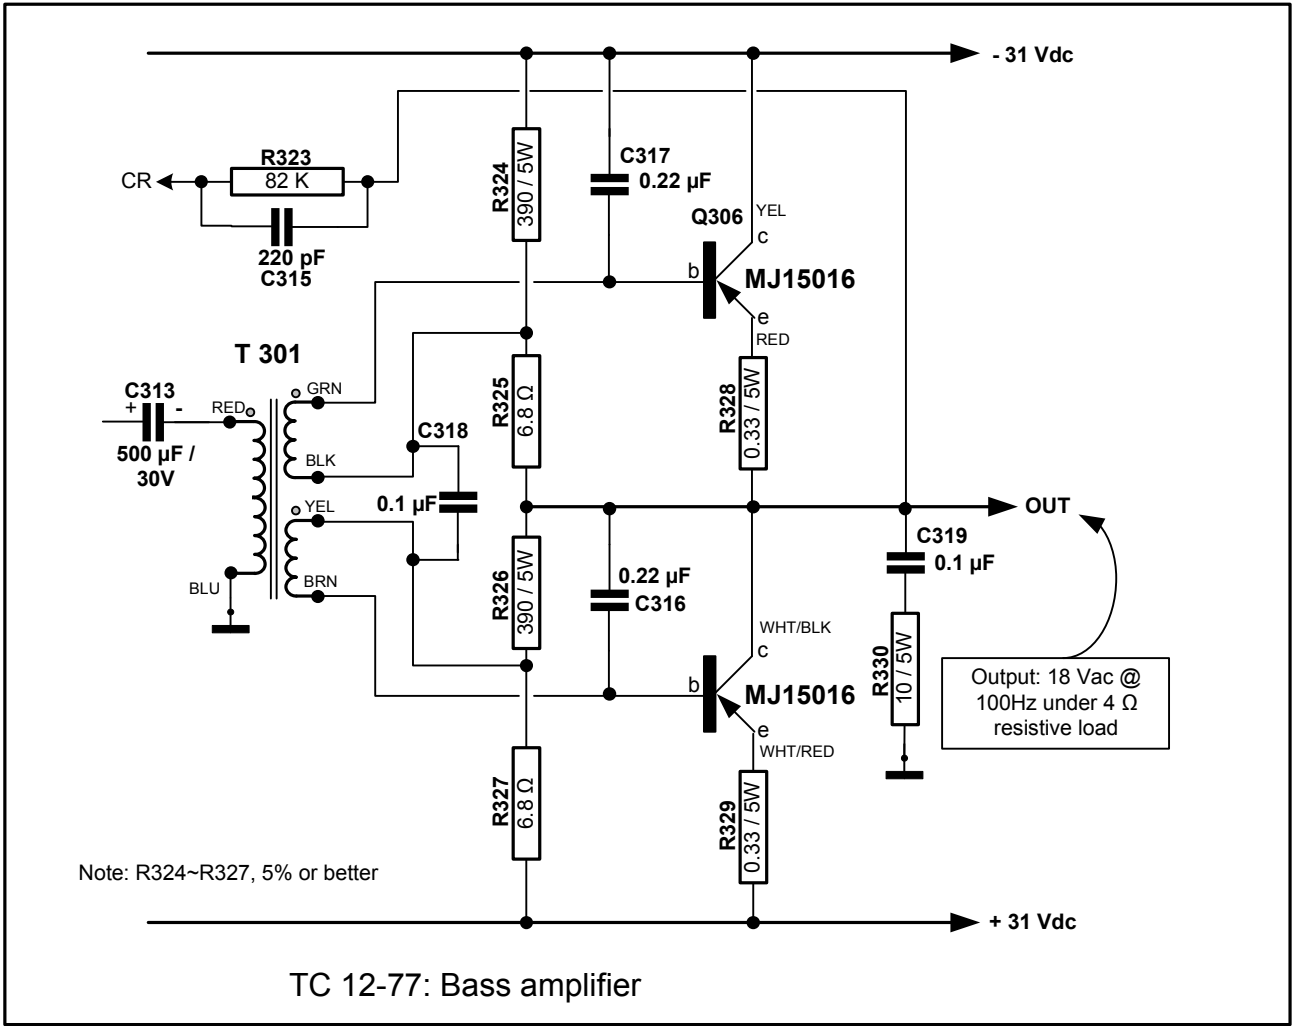 - 31 Vdc
R323
82 K
CR
220 pF
C315
R324
390 / 5W
C317
0.22 µF
Q306
YEL
c
b
MJ15016
e
RED
T 301
C313
+ -
500 µF /
30V
RED
GRN
BLK
YEL
BRN
BLU
C318
0.1 µF
R325
6.8 Ω
R328
0.33 / 5W
OUT
R326
390 / 5W
0.22 µF
C316
C319
0.1 µF
WHT/BLK
c
b
MJ15016
e
WHT/RED
R330
10 / 5W
Output: 18 Vac @
100Hz under 4 Ω
resistive load
R327
6.8 Ω
R329
0.33 / 5W
Note: R324~R327, 5% or better
+ 31 Vdc
TC 12-77: Bass amplifier